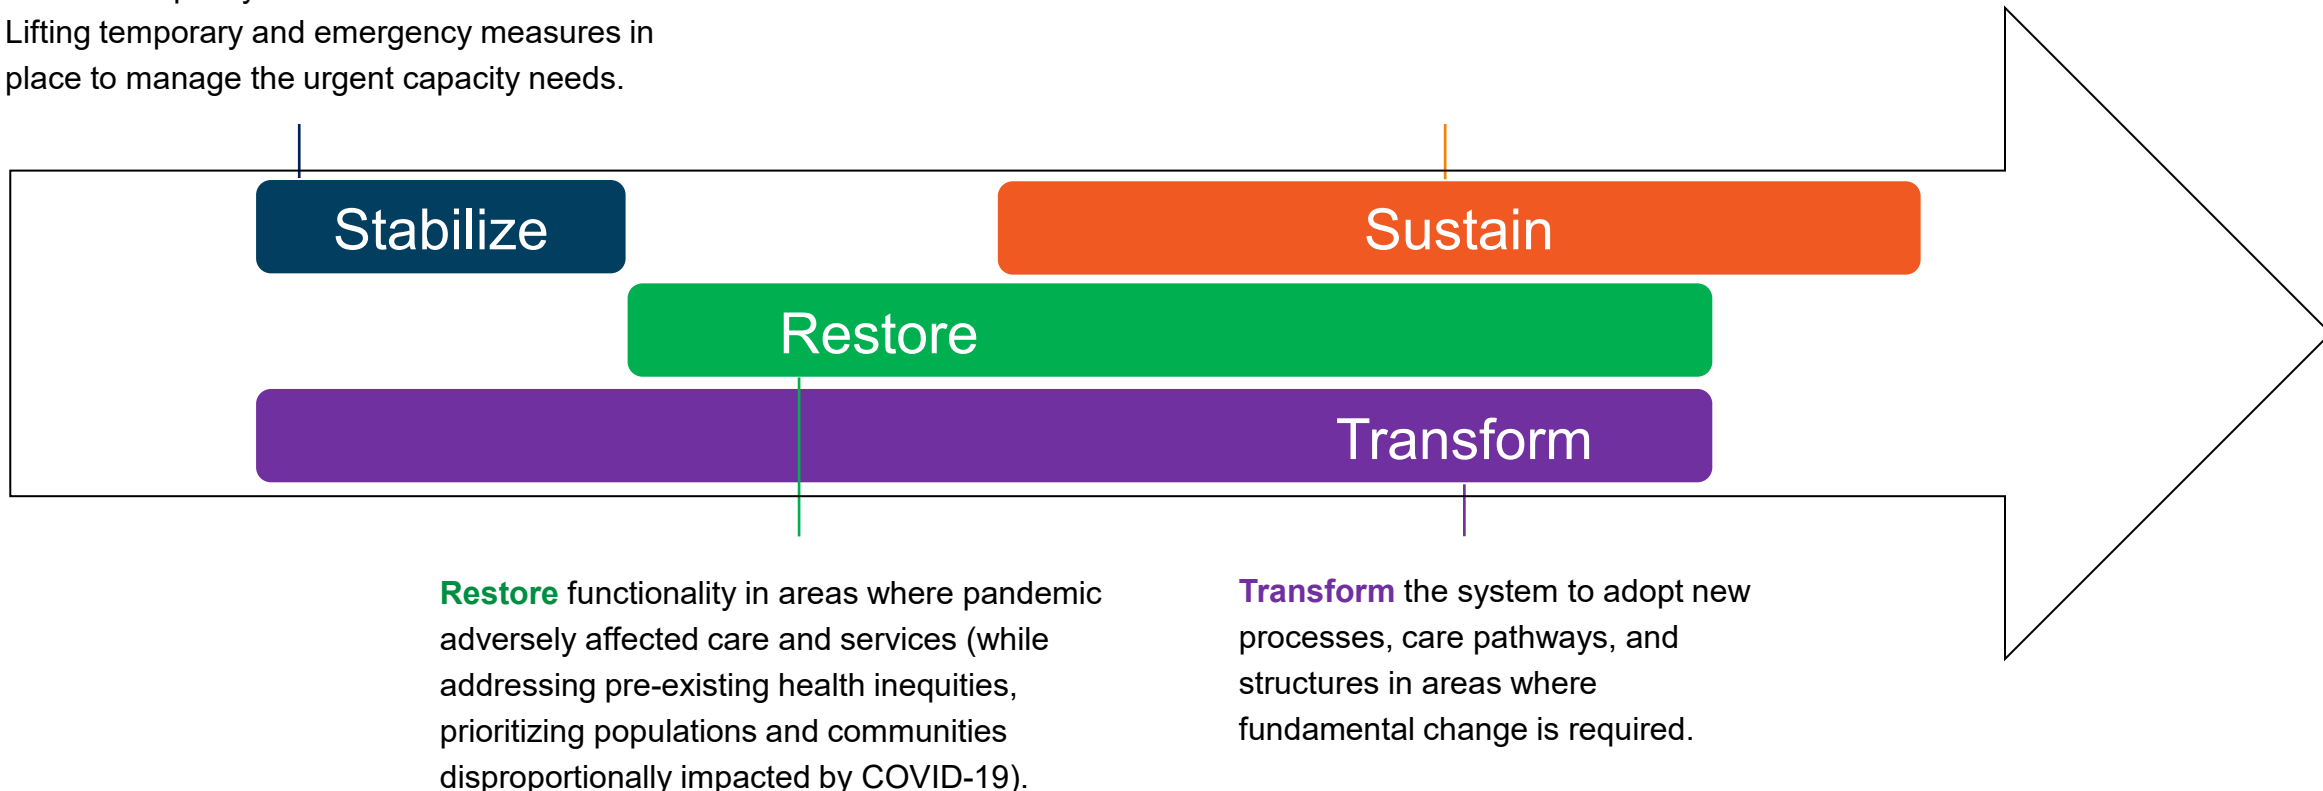 Lifting temporary and emergency measures in
place to manage the urgent capacity needs.
Stabilize
Sustain
Restore
Transform
Restore functionality in areas where pandemic
adversely affected care and services (while
addressing pre-existing health inequities,
prioritizing populations and communities
disproportionally impacted by COVID-19).
Transform the system to adopt new
processes, care pathways, and
structures in areas where
fundamental change is required.